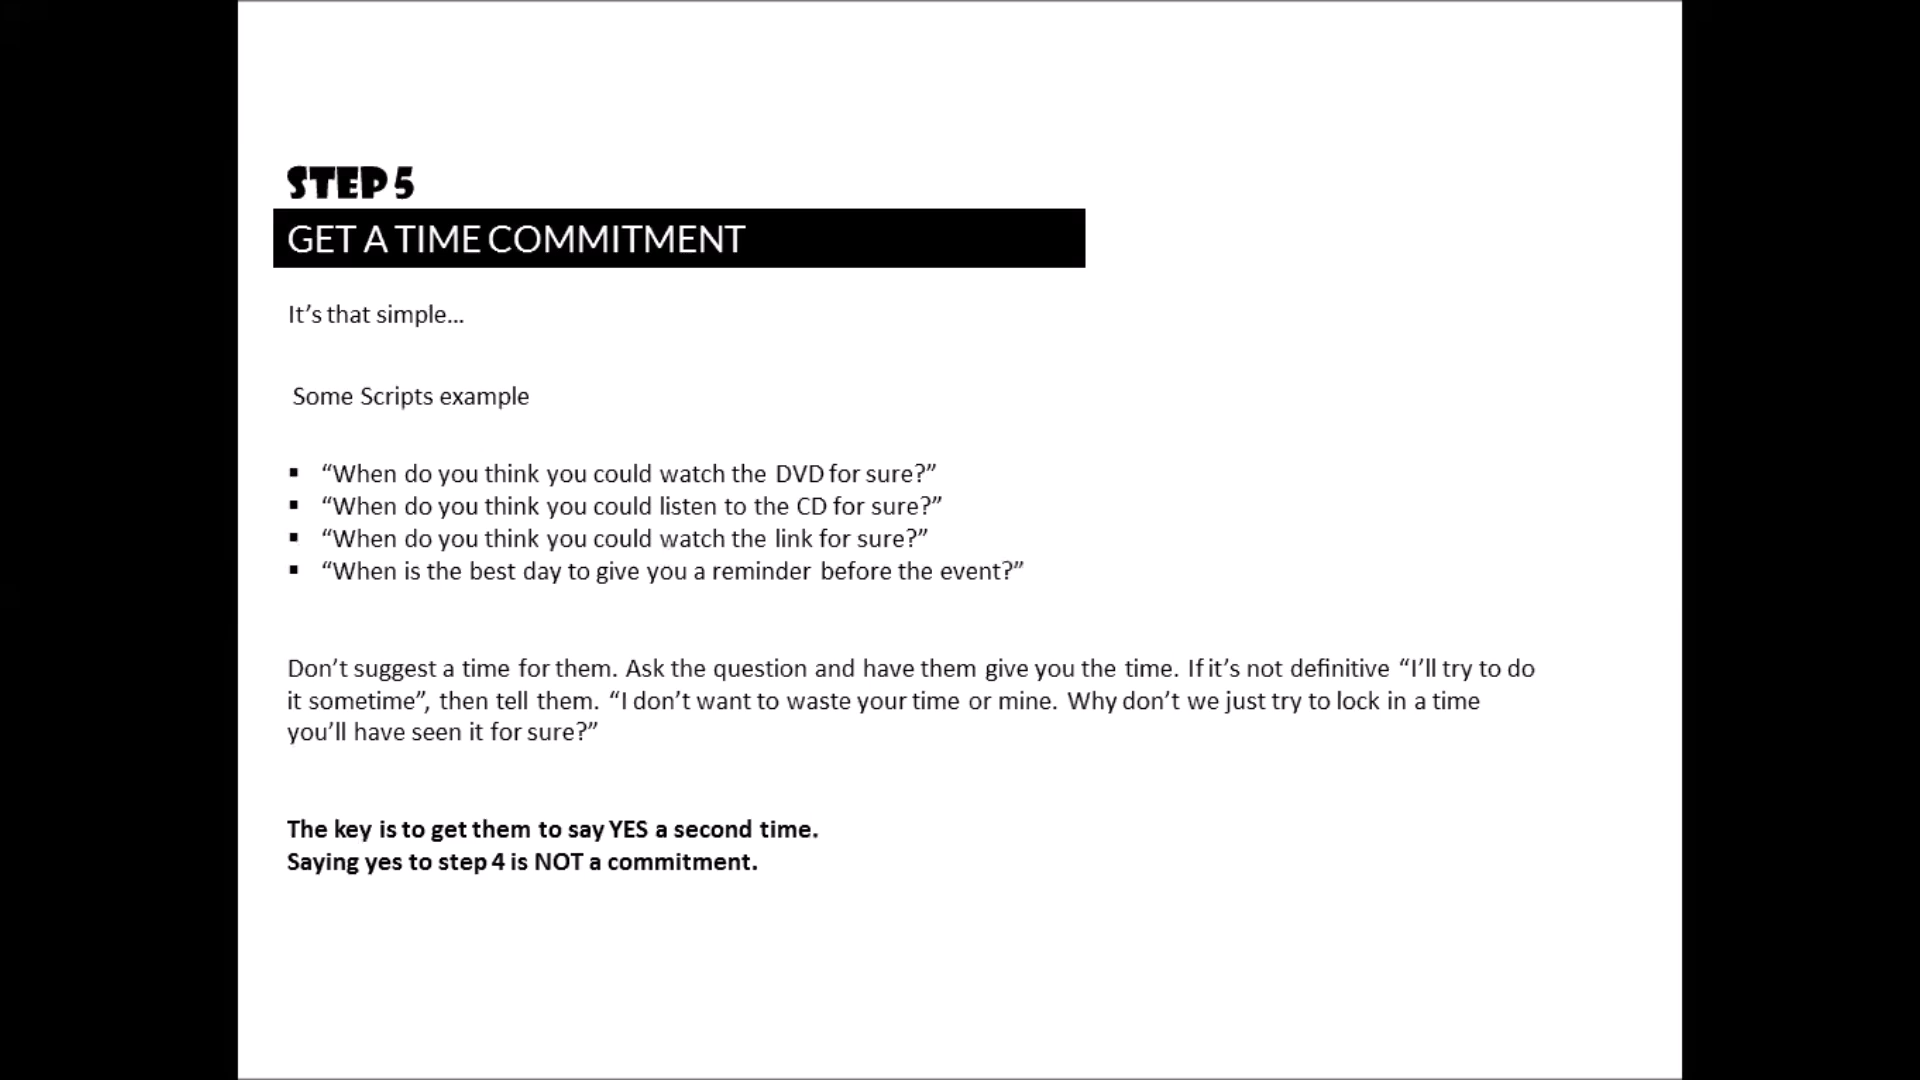 STEP 5
GET A TIME COMMITMENT
It’s that simple…
Some Scripts example
▪ “When do you think you could watch the DVD for sure?”
▪ “When do you think you could listen to the CD for sure?”
▪ “When do you think you could watch the link for sure?”
▪ “When is the best day to give you a reminder before the event?”
Don’t suggest a time for them. Ask the question and have them give you the time. If it’s not definitive “I’ll try to do
it sometime”, then tell them. “I don’t want to waste your time or mine. Why don’t we just try to lock in a time
you’ll have seen it for sure?”
The key is to get them to say YES a second time.
Saying yes to step 4 is NOT a commitment.